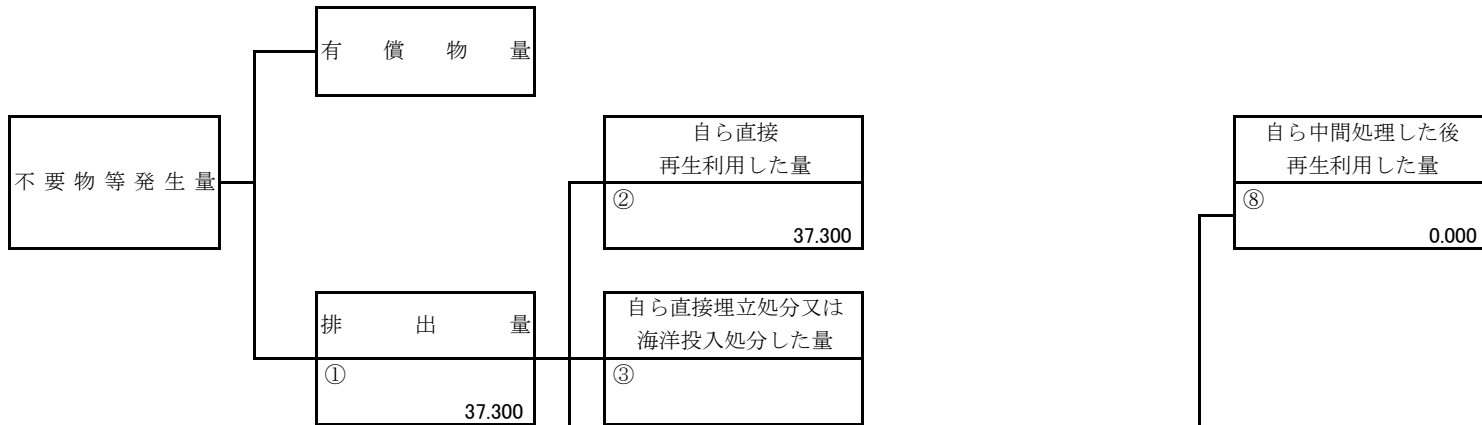 有償物量
不要物等発生量
自ら直接
再生利用した量
②
37.300
自ら中間処理した後
再生利用した量
⑧
0.000
排出量
①
37.300
自ら直接埋立処分又は
海洋投入処分した量
③